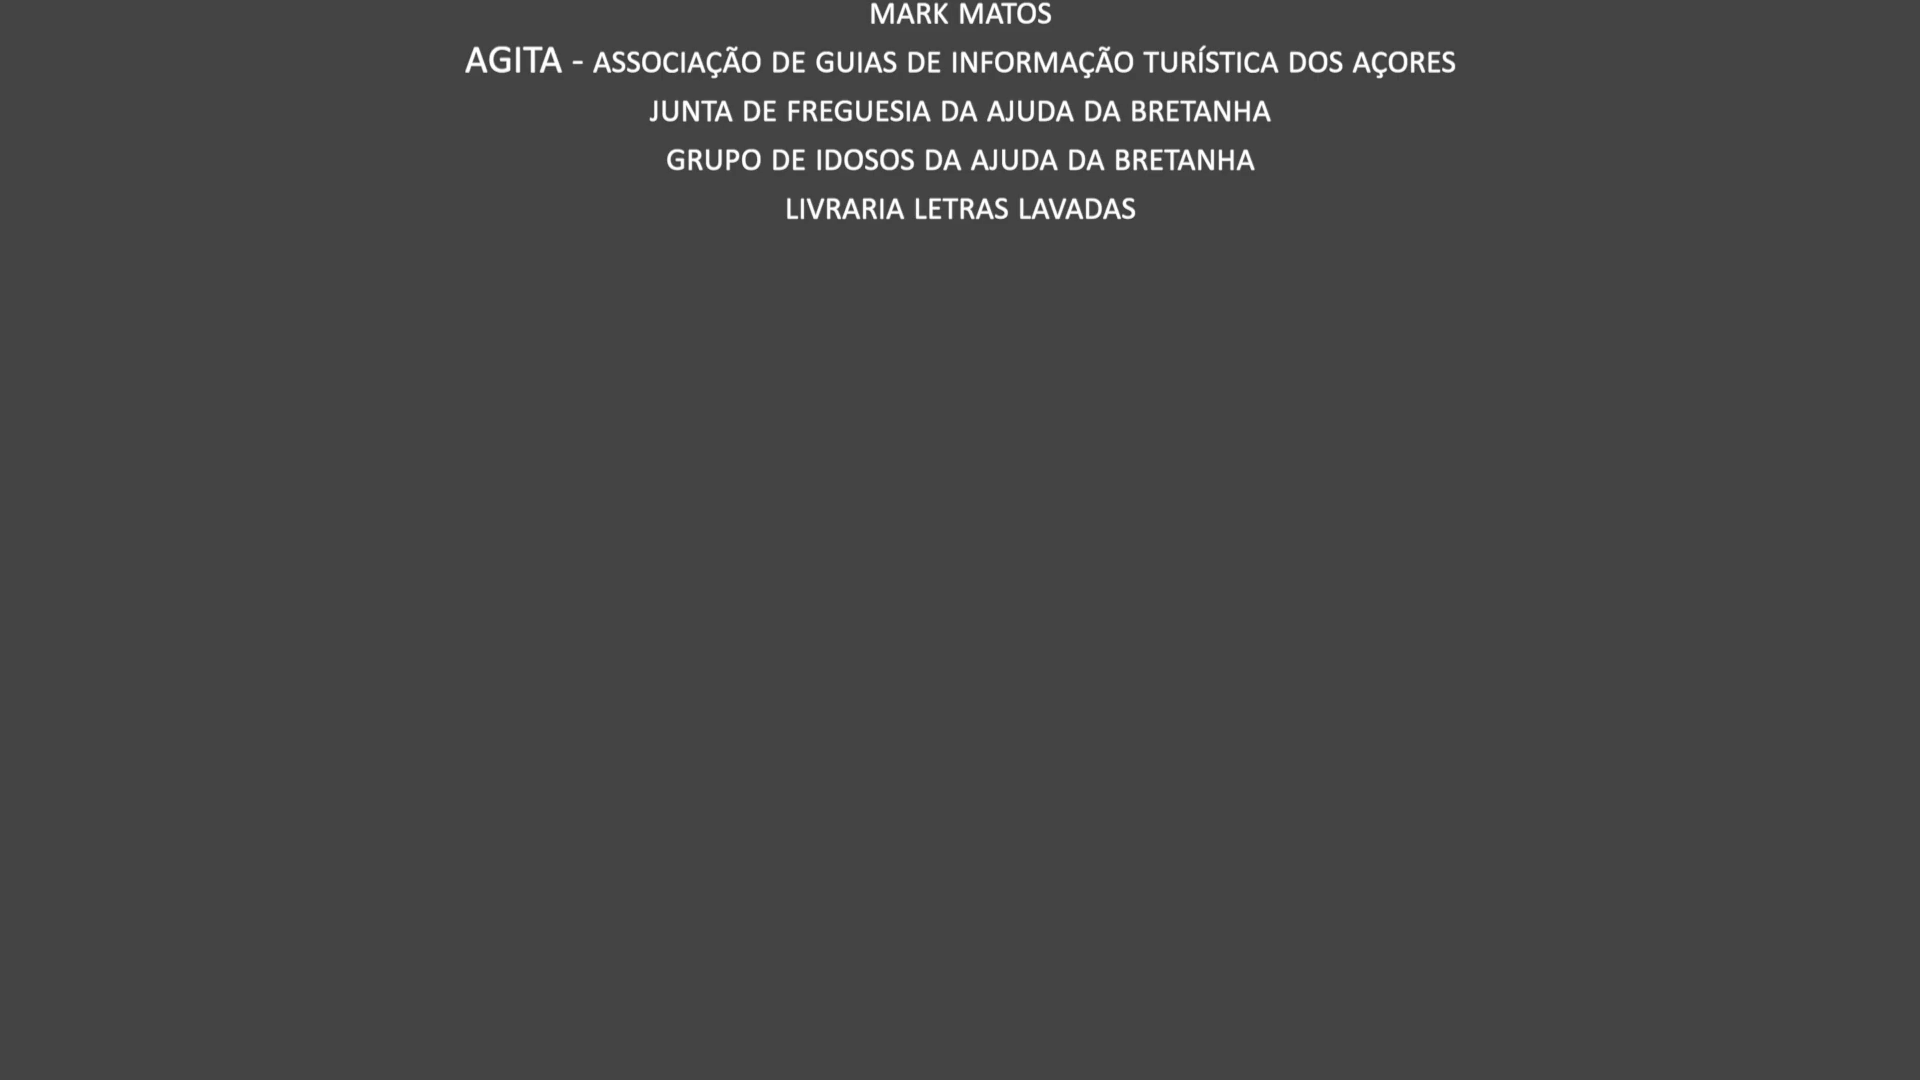 MARK MATOS
AGITA - ASSOCIAÇÃO DE GUIAS DE INFORMAÇÃO TURÍSTICA DOS AÇORES
JUNTA DE FREGUESIA DA AJUDA DA BRETANHA
GRUPO DE IDOSOS DA AJUDA DA BRETANHA
LIVRARIA LETRAS LAVADAS